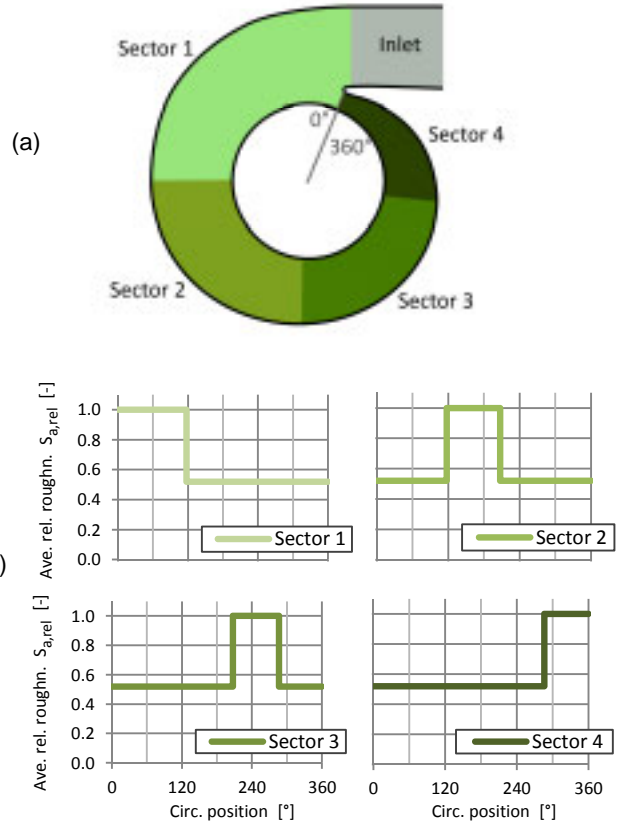 Sector 1
Inlet
(a)
0°
360°
Sector 4
Sector 2
Sector 3
)
Ave. rel. roughn. S_a,rel [-]
1.0
0.8
0.6
0.4
0.2
0.0
Sector 1
Sector 2
Ave. rel. roughn. S_a,rel [-]
1.0
0.8
0.6
0.4
0.2
0.0
Sector 3
Sector 4
0 120 240 360
0 120 240 360
Circ. position [°]
Circ. position [°]